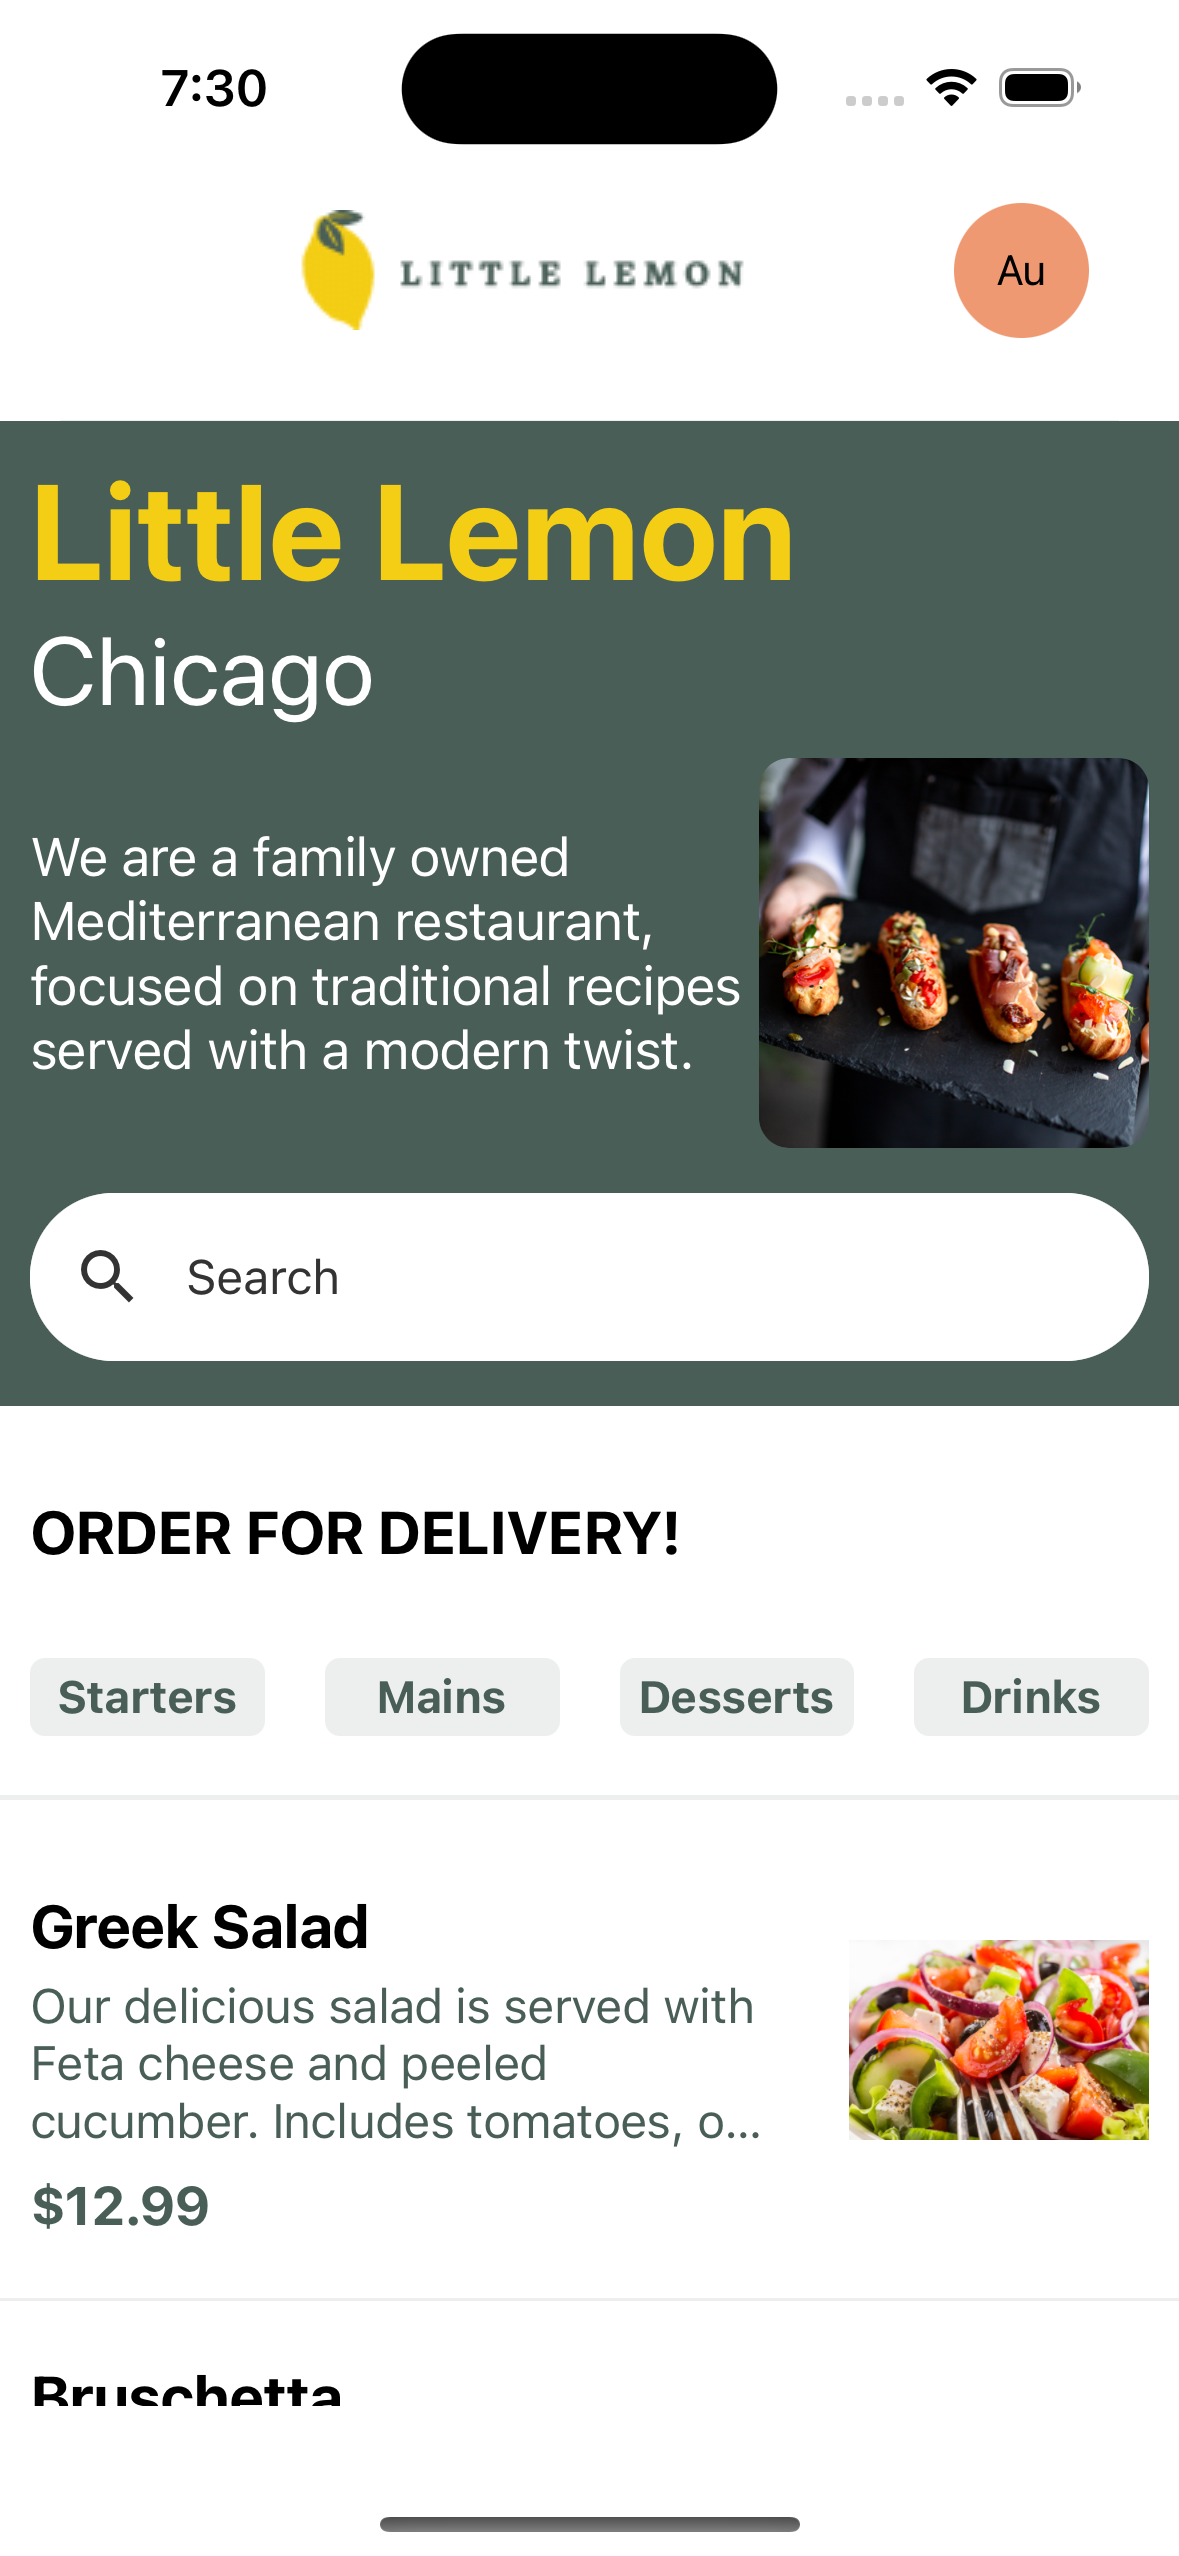 7:30
LITTLE LEMON
Au
Little Lemon
Chicago
We are a family owned
Mediterranean restaurant,
focused on traditional recipes
served with a modern twist.
Search
ORDER FOR DELIVERY!
Starters
Mains
Desserts
Drinks
Greek Salad
Our delicious salad is served with
Feta cheese and peeled
cucumber. Includes tomatoes, o...
$12.99
Bruschetta